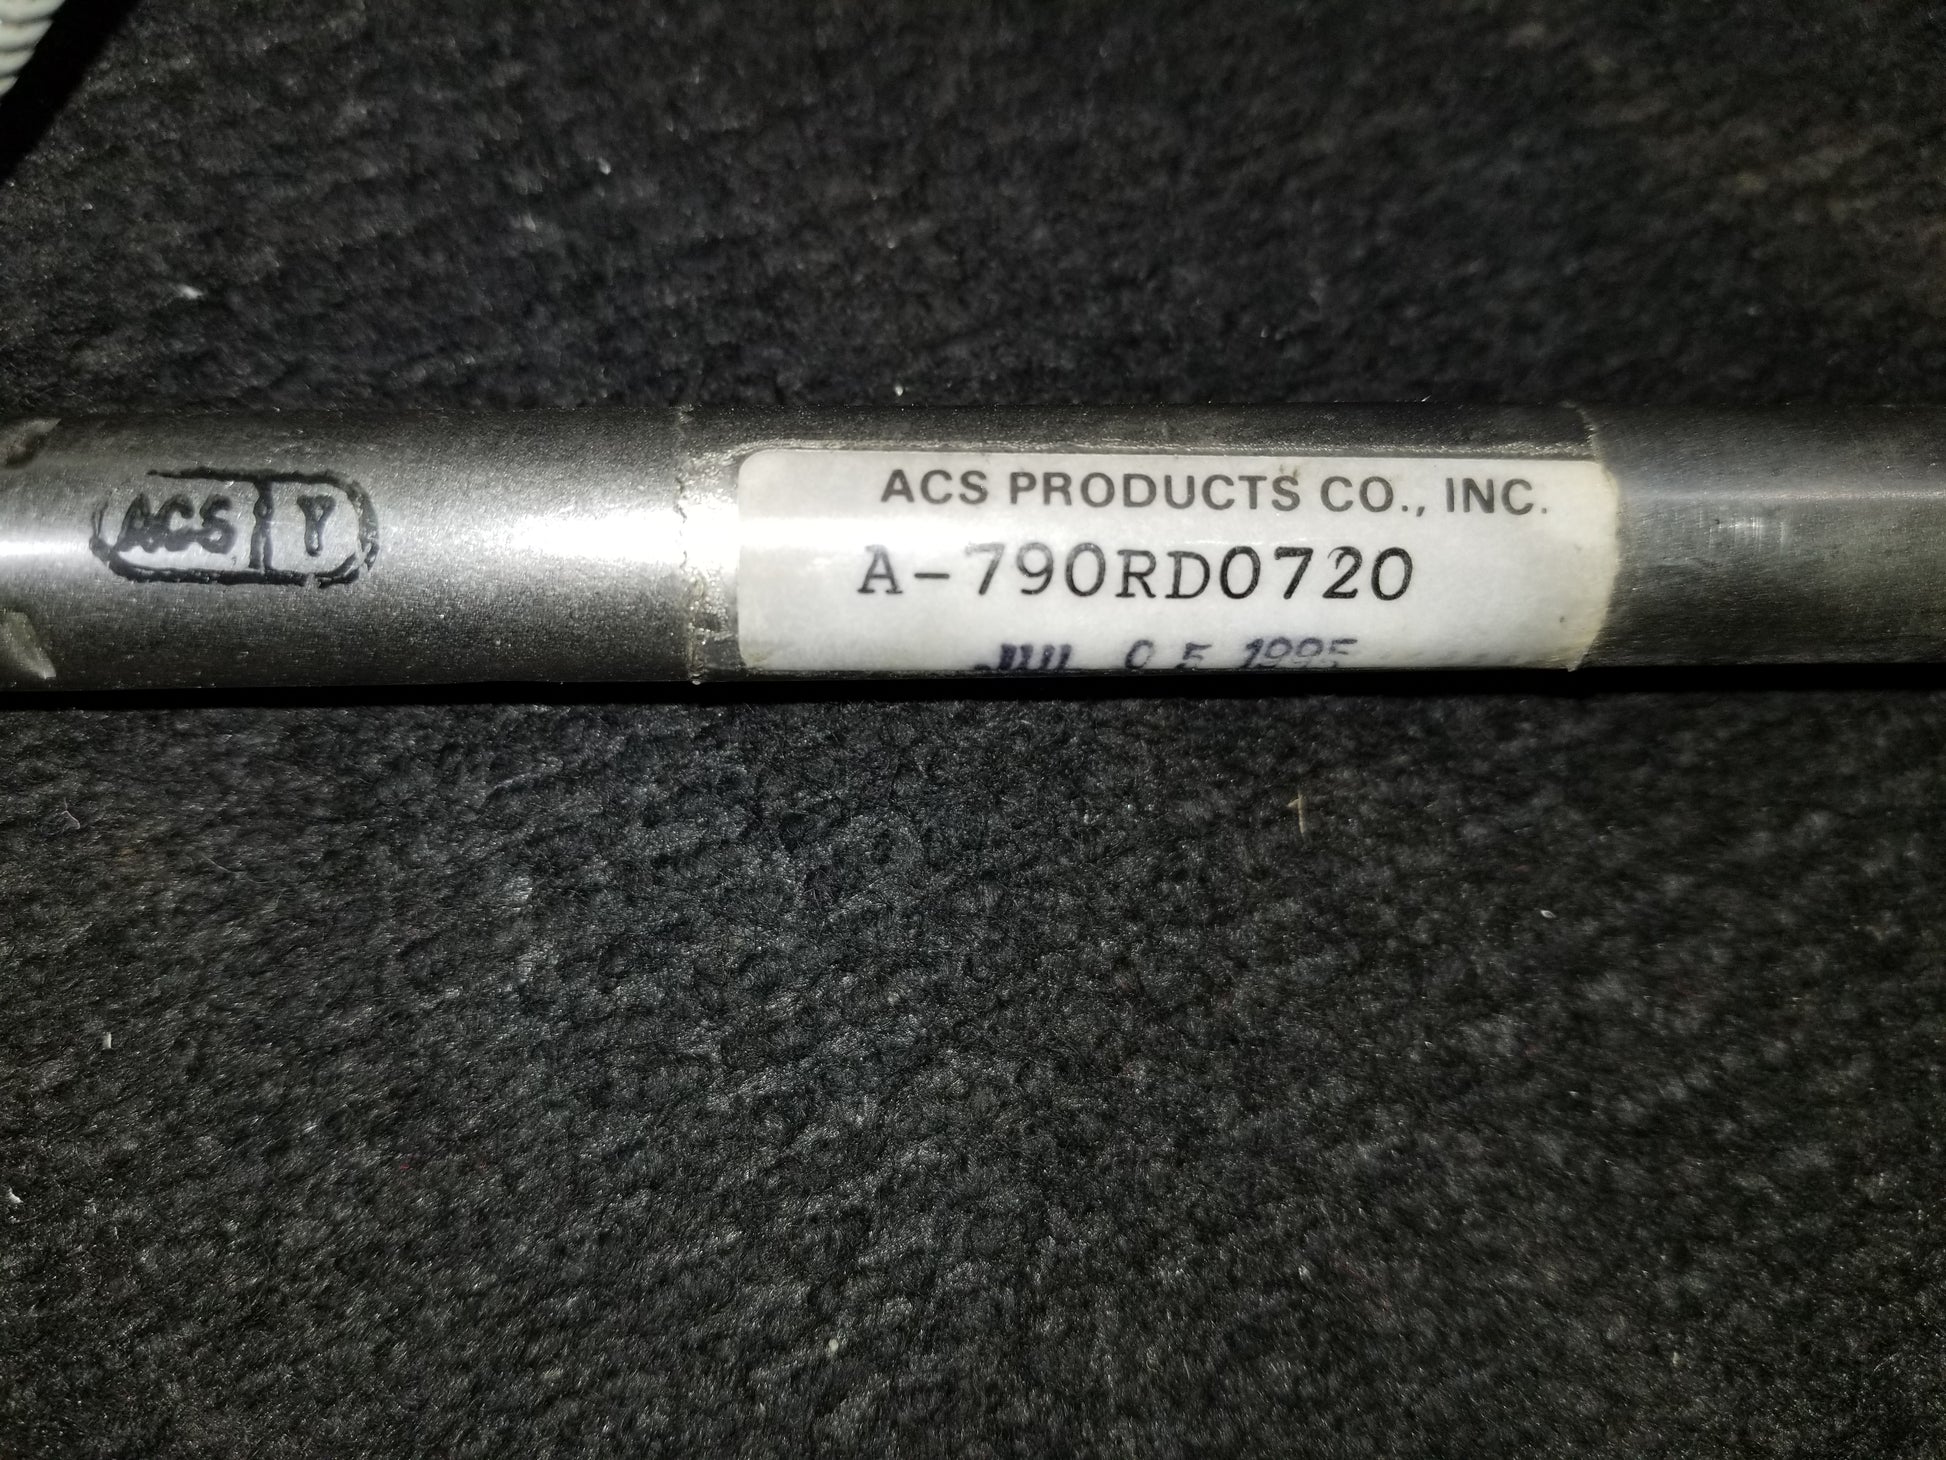 ACS Y
ACS PRODUCTS CO., INC.
A-790RD0720
JUL 05 1995